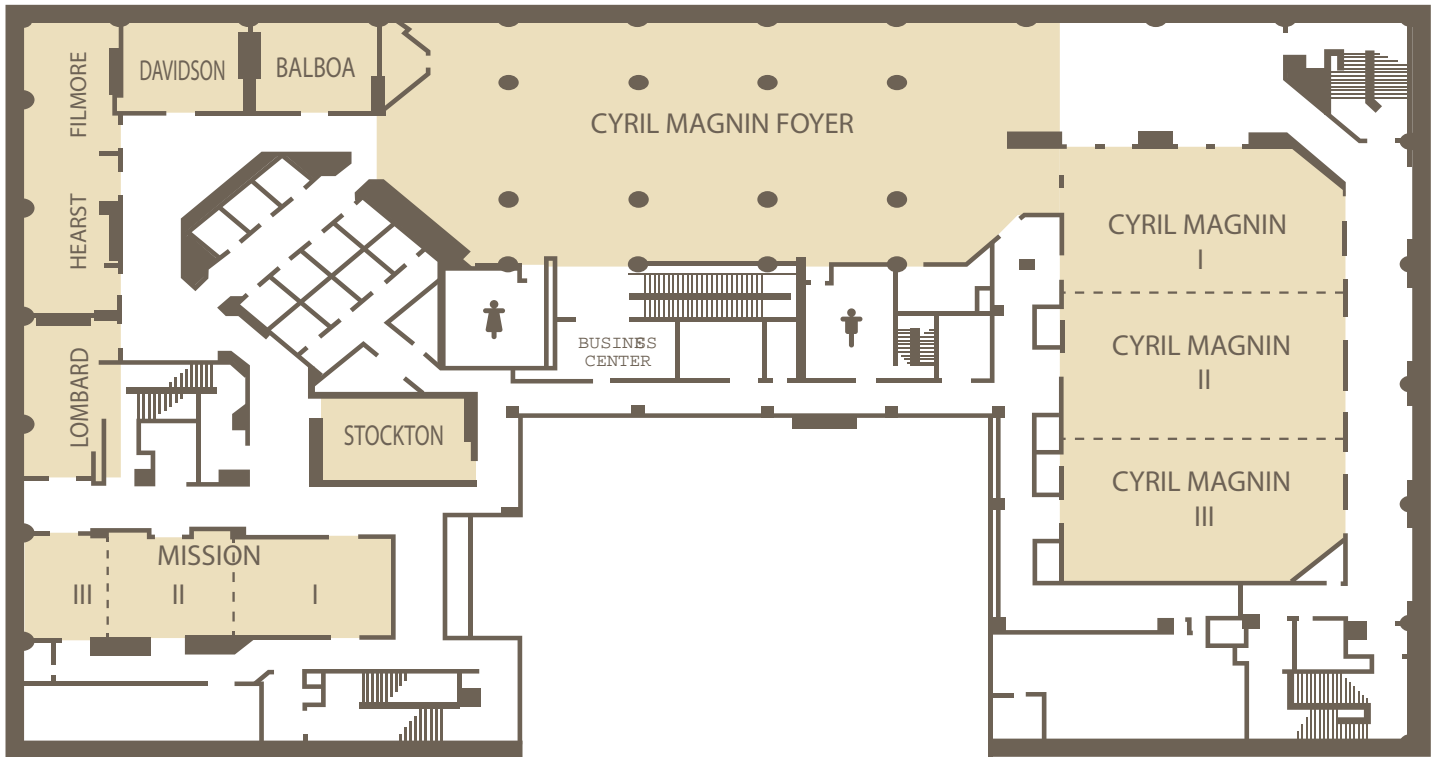 FILMORE
DAVIDSON
BALBOA
CYRIL MAGNIN FOYER
HEARST
CYRIL MAGNIN
I
LOMBARD
BUSINES
CENTER
CYRIL MAGNIN
II
STOCKTON
CYRIL MAGNIN
III
MISSION
III
II
I